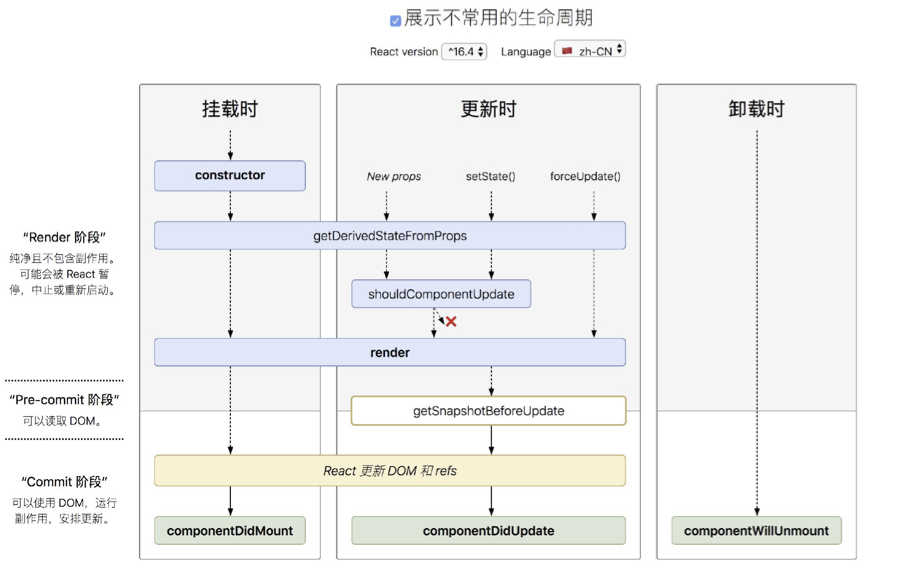 展示不常用的生命周期
React version ^16.4 Language zh-CN
挂载时
更新时
卸载时
constructor
New props
setState()
forceUpdate()
“Render 阶段”
纯净且不包含副作用。
可能会被 React 暂
停，中止或重新启动。
getDerivedStateFromProps
shouldComponentUpdate
render
“Pre-commit 阶段”
可以读取 DOM。
getSnapshotBeforeUpdate
“Commit 阶段”
可以使用 DOM，运行
副作用，安排更新。
React 更新 DOM 和 refs
componentDidMount
componentDidUpdate
componentWillUnmount